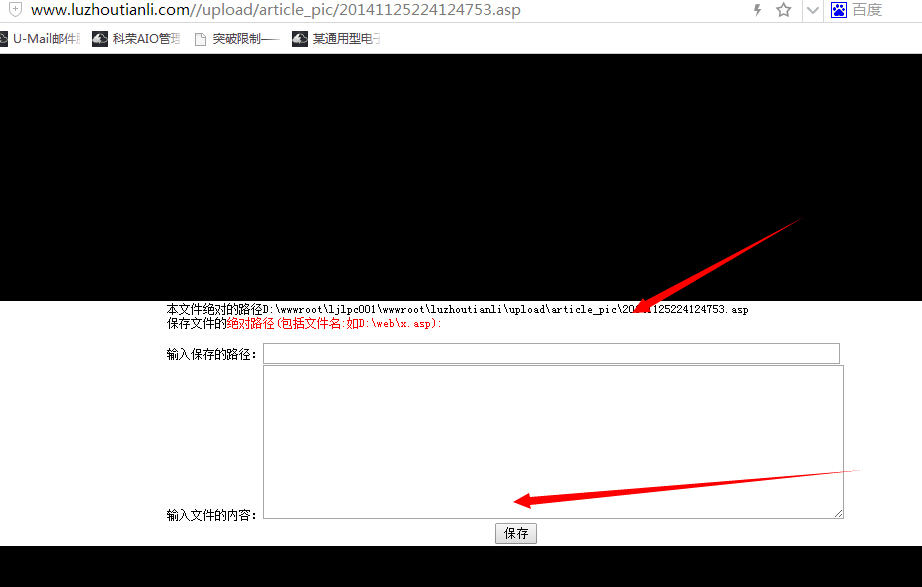 www.luzhoutianli.com//upload/article_pic/20141125224124753.asp
百度
U-Mail邮件
科荣AIO管理
突破限制——
某通用型电子
本文件绝对的路径D:\wwwroot\ljlpc001\wwwroot\luzhoutianli\upload\article_pic\20141125224124753.asp
保存文件的绝对路径(包括文件名:如D:\web\x.asp):
输入保存的路径:
输入文件的内容:
保存